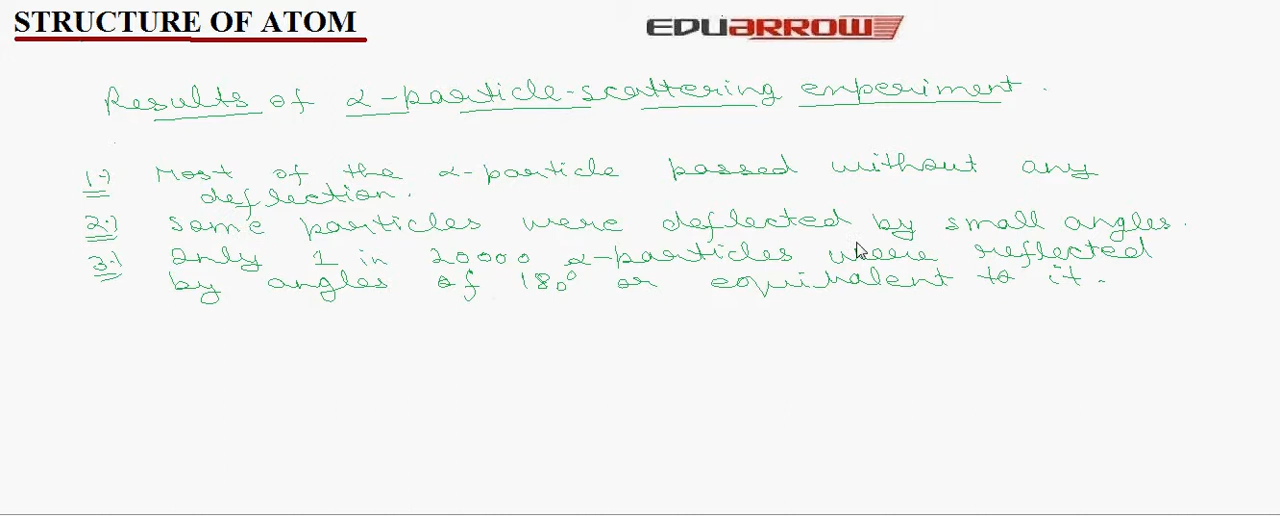 STRUCTURE OF ATOM
EDUARROW
Results of α-particle-scattering experiment.
1.) Most of the α-particle passed without any
deflection.
2.) Some particles were deflected by small angles.
3.) Only 1 in 20000 α-particles were reflected
by angles of 180° or equivalent to it.